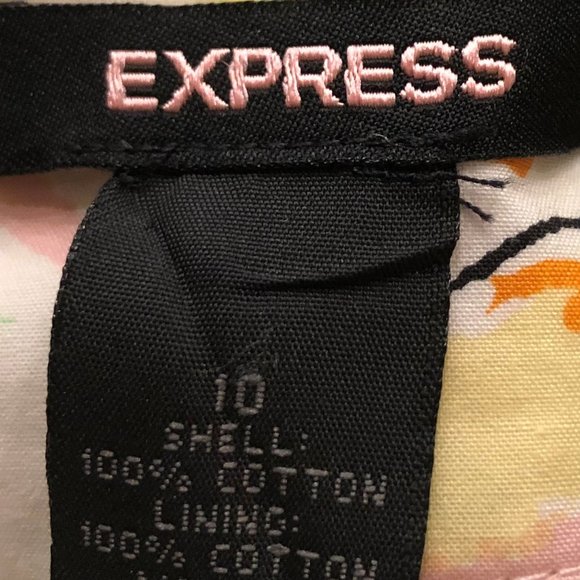 EXPRESS
10
SHELL:
100% COTTON
LINING:
100% COTTON